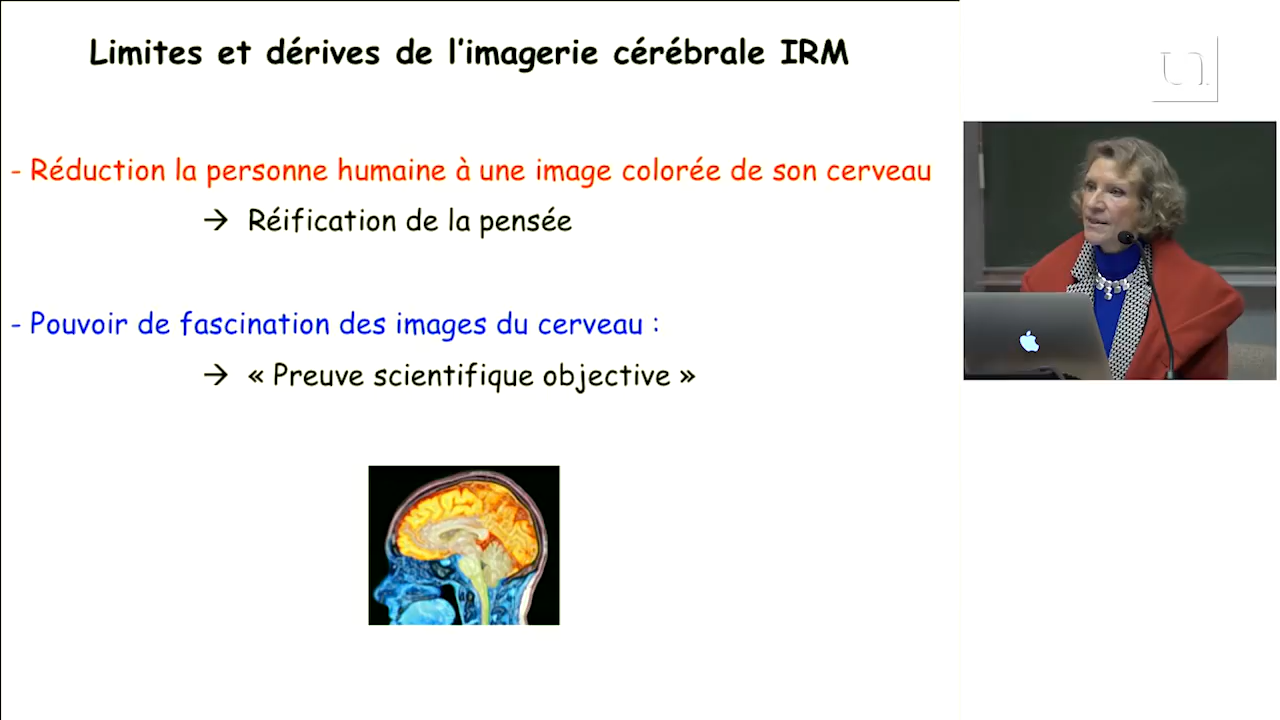 Limites et dérives de l'imagerie cérébrale IRM
- Réduction la personne humaine à une image colorée de son cerveau
→ Réification de la pensée
- Pouvoir de fascination des images du cerveau :
→ « Preuve scientifique objective »